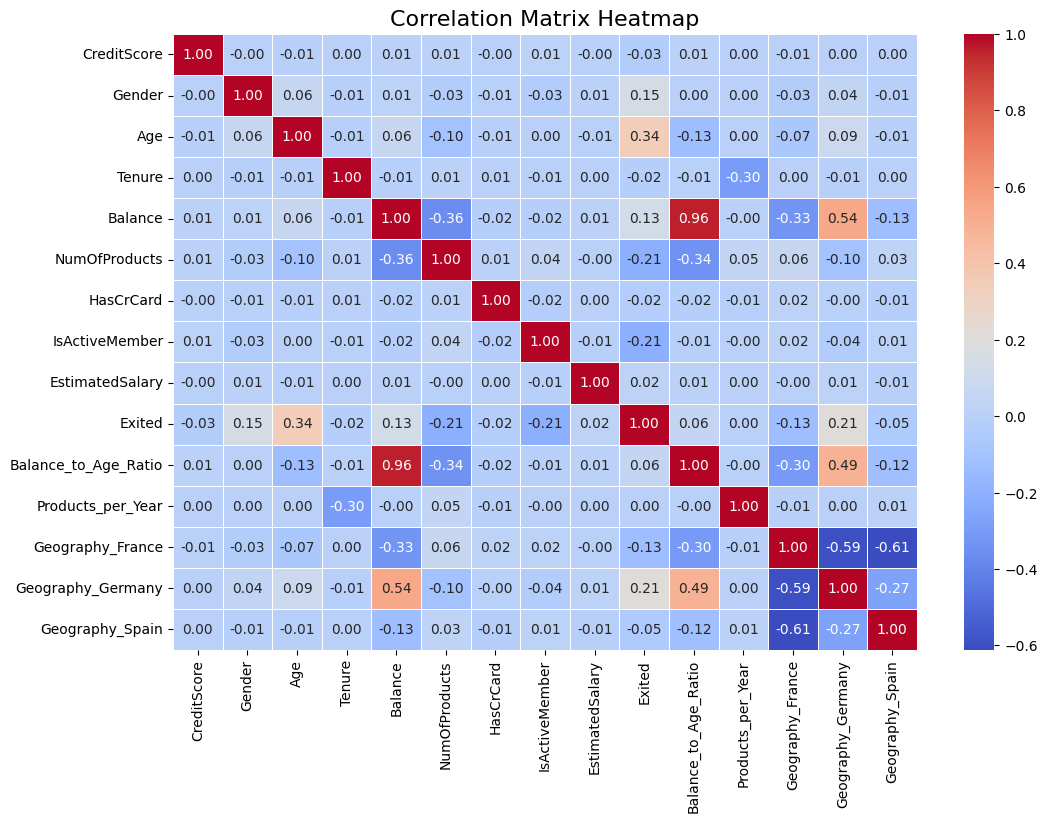 Correlation Matrix Heatmap
CreditScore 1.00 -0.00 -0.01 0.00 0.01 0.01 -0.00 0.01 -0.00 -0.03 0.01 0.00 -0.01 0.00 0.00
Gender -0.00 1.00 0.06 -0.01 0.01 -0.03 -0.01 -0.03 0.01 0.15 0.00 0.00 -0.03 0.04 -0.01
Age -0.01 0.06 1.00 -0.01 0.06 -0.10 -0.01 0.00 -0.01 0.34 -0.13 0.00 -0.07 0.09 -0.01
Tenure 0.00 -0.01 -0.01 1.00 -0.01 0.01 0.01 -0.01 0.00 -0.02 -0.01 -0.30 0.00 -0.01 0.00
Balance 0.01 0.01 0.06 -0.01 1.00 -0.36 -0.02 -0.02 0.01 0.13 0.96 -0.00 -0.33 0.54 -0.13
NumOfProducts 0.01 -0.03 -0.10 0.01 -0.36 1.00 0.01 0.04 -0.00 -0.21 -0.34 0.05 0.06 -0.10 0.03
HasCrCard -0.00 -0.01 -0.01 0.01 -0.02 0.01 1.00 -0.02 0.00 -0.02 -0.02 -0.01 0.02 -0.00 -0.01
IsActiveMember 0.01 -0.03 0.00 -0.01 -0.02 0.04 -0.02 1.00 -0.01 -0.21 -0.01 -0.00 0.02 -0.04 0.01
EstimatedSalary -0.00 0.01 -0.01 0.00 0.01 -0.00 0.00 -0.01 1.00 0.02 0.01 0.00 -0.00 0.01 -0.01
Exited -0.03 0.15 0.34 -0.02 0.13 -0.21 -0.02 -0.21 0.02 1.00 0.06 0.00 -0.13 0.21 -0.05
Balance_to_Age_Ratio 0.01 0.00 -0.13 -0.01 0.96 -0.34 -0.02 -0.01 0.01 0.06 1.00 -0.00 -0.30 0.49 -0.12
Products_per_Year 0.00 0.00 0.00 -0.30 -0.00 0.05 -0.01 -0.00 0.00 0.00 -0.00 1.00 -0.01 0.00 0.01
Geography_France -0.01 -0.03 -0.07 0.00 -0.33 0.06 0.02 0.02 -0.00 -0.13 -0.30 -0.01 1.00 -0.59 -0.61
Geography_Germany 0.00 0.04 0.09 -0.01 0.54 -0.10 -0.00 -0.04 0.01 0.21 0.49 0.00 -0.59 1.00 -0.27
Geography_Spain 0.00 -0.01 -0.01 0.00 -0.13 0.03 -0.01 0.01 -0.01 -0.05 -0.12 0.01 -0.61 -0.27 1.00
CreditScore
Gender
Age
Tenure
Balance
NumOfProducts
HasCrCard
IsActiveMember
EstimatedSalary
Exited
Balance_to_Age_Ratio
Products_per_Year
Geography_France
Geography_Germany
Geography_Spain
1.0
0.8
0.6
0.4
0.2
0.0
−0.2
−0.4
−0.6